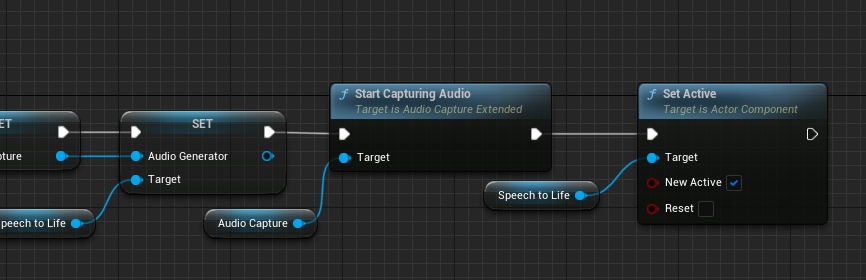 ET
pture
SET
Audio Generator
Target
peech to Life
Audio Capture
f Start Capturing Audio
Target is Audio Capture Extended
Target
Speech to Life
f Set Active
Target is Actor Component
Target
New Active
Reset